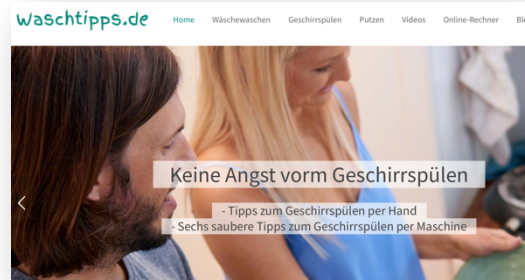 waschtipps.de
Home Wäschewaschen Geschirrspülen Putzen Videos Online-Rechner
Keine Angst vorm Geschirrspülen
- Tipps zum Geschirrspülen per Hand
- Sechs saubere Tipps zum Geschirrspülen per Maschine